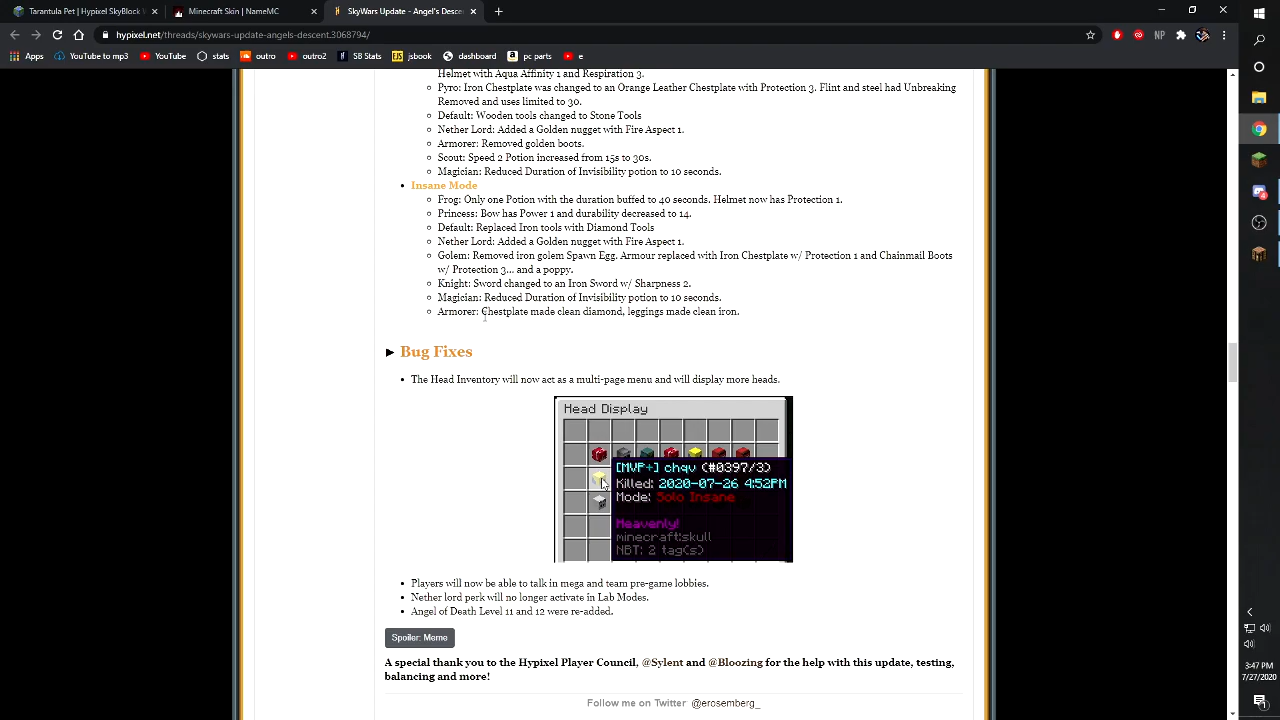 Tarantula Pet | Hypixel SkyBlock W
Minecraft Skin | NameMC
SkyWars Update - Angel's Desce
hypixel.net/threads/skywars-update-angels-descent.3068794/
NP
Apps
YouTube to mp3
YouTube
stats
outro
outro2
SB Stats
EJS jsbook
dashboard
pc parts
e
Helmet with Aqua Affinity 1 and Respiration 3.
Pyro: Iron Chestplate was changed to an Orange Leather Chestplate with Protection 3. Flint and steel had Unbreaking
Removed and uses limited to 30.
Default: Wooden tools changed to Stone Tools
Nether Lord: Added a Golden nugget with Fire Aspect 1.
Armorer: Removed golden boots.
Scout: Speed 2 Potion increased from 15s to 30s.
Magician: Reduced Duration of Invisibility potion to 10 seconds.
Insane Mode
Frog: Only one Potion with the duration buffed to 40 seconds. Helmet now has Protection 1.
Princess: Bow has Power 1 and durability decreased to 14.
Default: Replaced Iron tools with Diamond Tools
Nether Lord: Added a Golden nugget with Fire Aspect 1.
Golem: Removed iron golem Spawn Egg. Armour replaced with Iron Chestplate w/ Protection 1 and Chainmail Boots
w/ Protection 3... and a poppy.
Knight: Sword changed to an Iron Sword w/ Sharpness 2.
Magician: Reduced Duration of Invisibility potion to 10 seconds.
Armorer: Chestplate made clean diamond, leggings made clean iron.
► Bug Fixes
The Head Inventory will now act as a multi-page menu and will display more heads.
Head Display
[MVP+] ohqv (#0397/3)
Killed: 2020-07-26 4:52PM
Mode: Solo Insane
Heavenly!
minecraft:skull
NBT: 2 tag(s)
Players will now be able to talk in mega and team pre-game lobbies.
Nether lord perk will no longer activate in Lab Modes.
Angel of Death Level 11 and 12 were re-added.
Spoiler: Meme
A special thank you to the Hypixel Player Council, @Sylent and @Bloozing for the help with this update, testing,
balancing and more!
Follow me on Twitter @erosemberg_
3:47 PM
7/27/2020